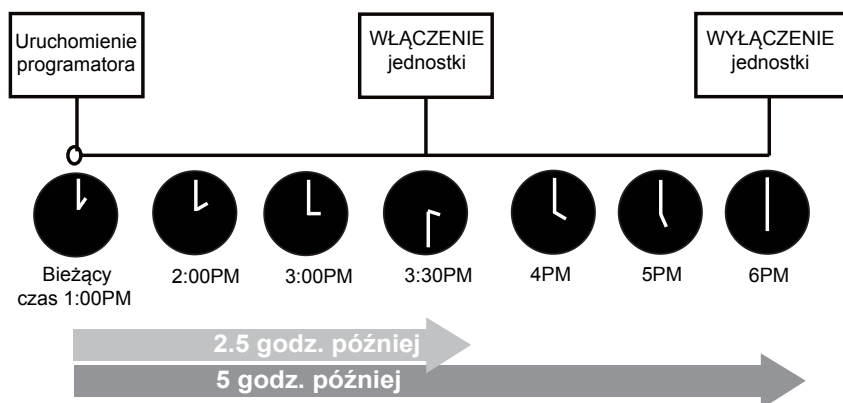 Uruchomienie
programatora
WŁĄCZENIE
jednostki
WYŁĄCZENIE
jednostki
Bieżący
czas 1:00PM
2:00PM
3:00PM
3:30PM
4PM
5PM
6PM
2.5 godz. później
5 godz. później